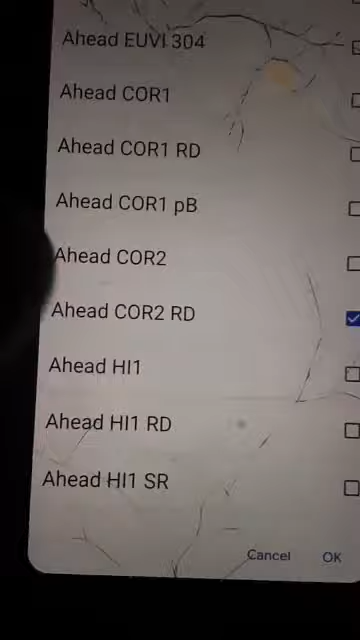 Ahead EUVI 304
Ahead COR1
Ahead COR1 RD
Ahead COR1 pB
Ahead COR2
Ahead COR2 RD
Ahead HI1
Ahead HI1 RD
Ahead HI1 SR
Cancel OK